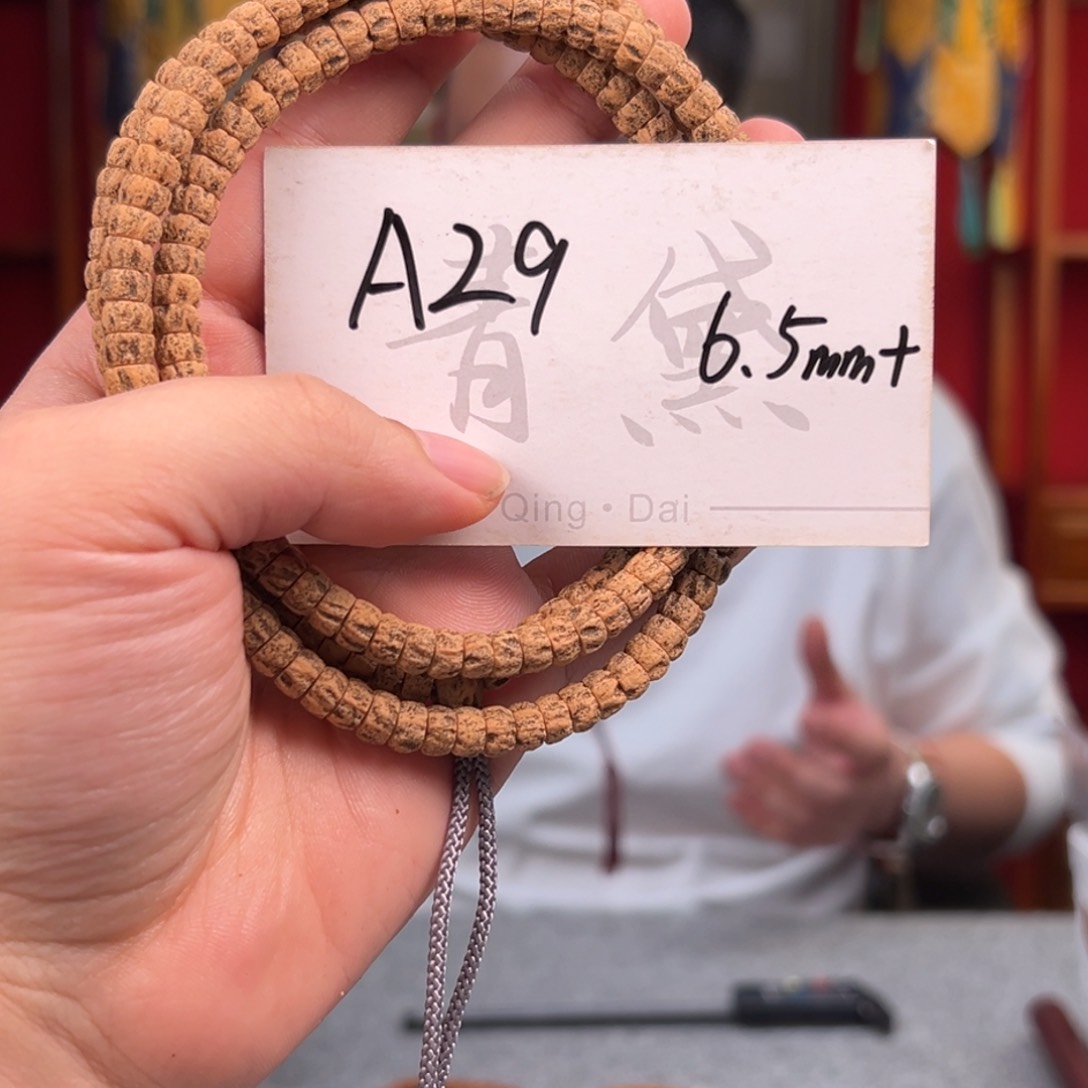 A29
6.5mm+
青黛
Qing · Dai